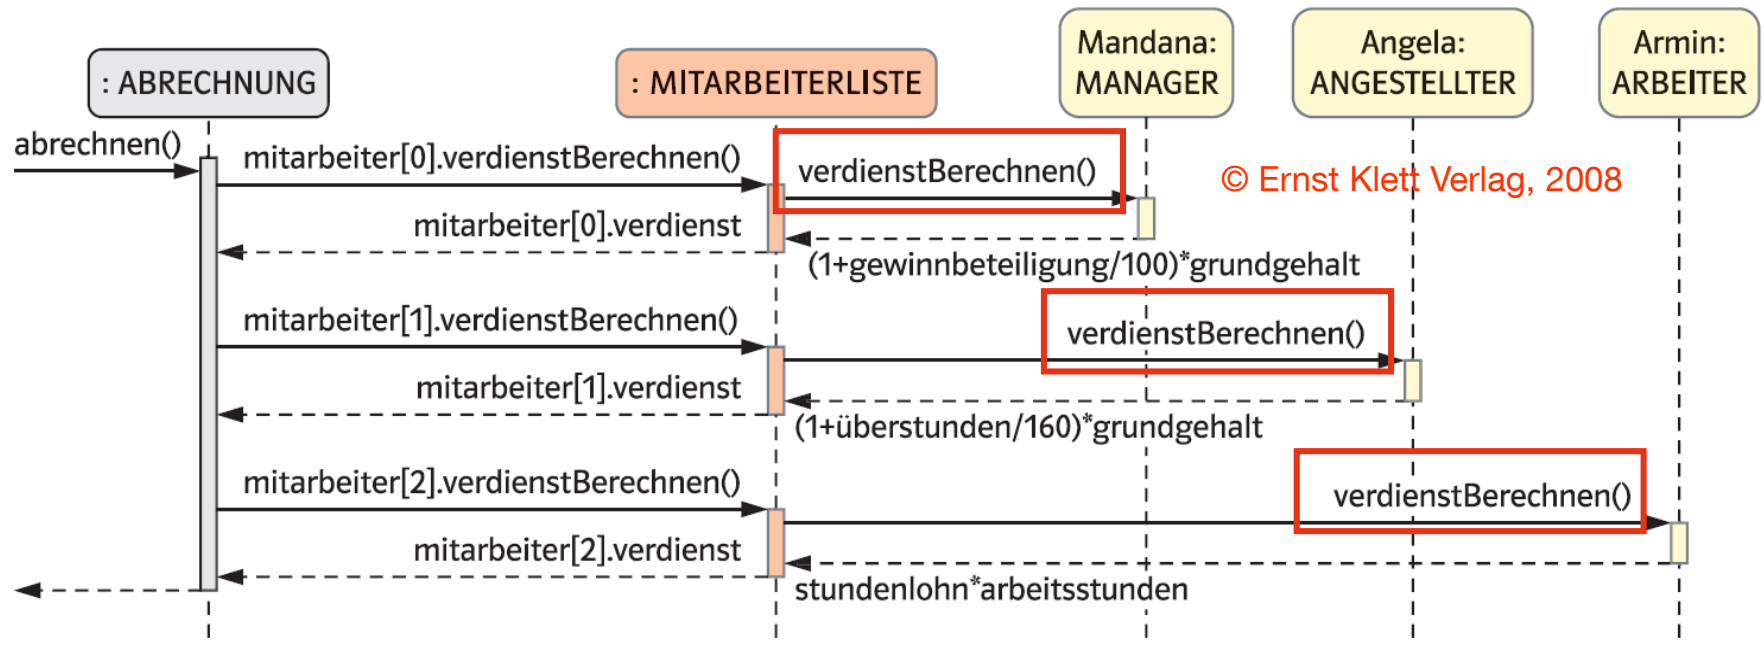 Mandana:
MANAGER
Angela:
ANGESTELLTER
Armin:
ARBEITER
: ABRECHNUNG
: MITARBEITERLISTE
abrechnen()
mitarbeiter[0].verdienstBerechnen()
verdienstBerechnen()
© Ernst Klett Verlag, 2008
mitarbeiter[0].verdienst
(1+gewinnbeteiligung/100)*grundgehalt
mitarbeiter[1].verdienstBerechnen()
verdienstBerechnen()
mitarbeiter[1].verdienst
(1+überstunden/160)*grundgehalt
mitarbeiter[2].verdienstBerechnen()
verdienstBerechnen()
mitarbeiter[2].verdienst
stundenlohn*arbeitsstunden